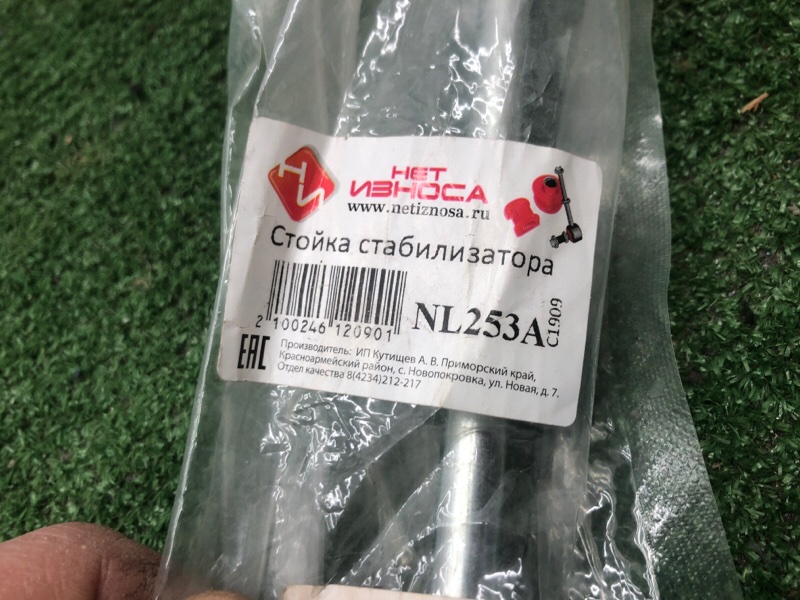 НИ
НЕТ
ИЗНОСА
www.netiznosa.ru
Стойка стабилизатора
2 100246 120901
NL253A
C1909
EAC
Производитель: ИП Кутищев А. В. Приморский край,
Красноармейский район, с. Новопокровка, ул. Новая, д. 7.
Отдел качества 8(4234)212-217